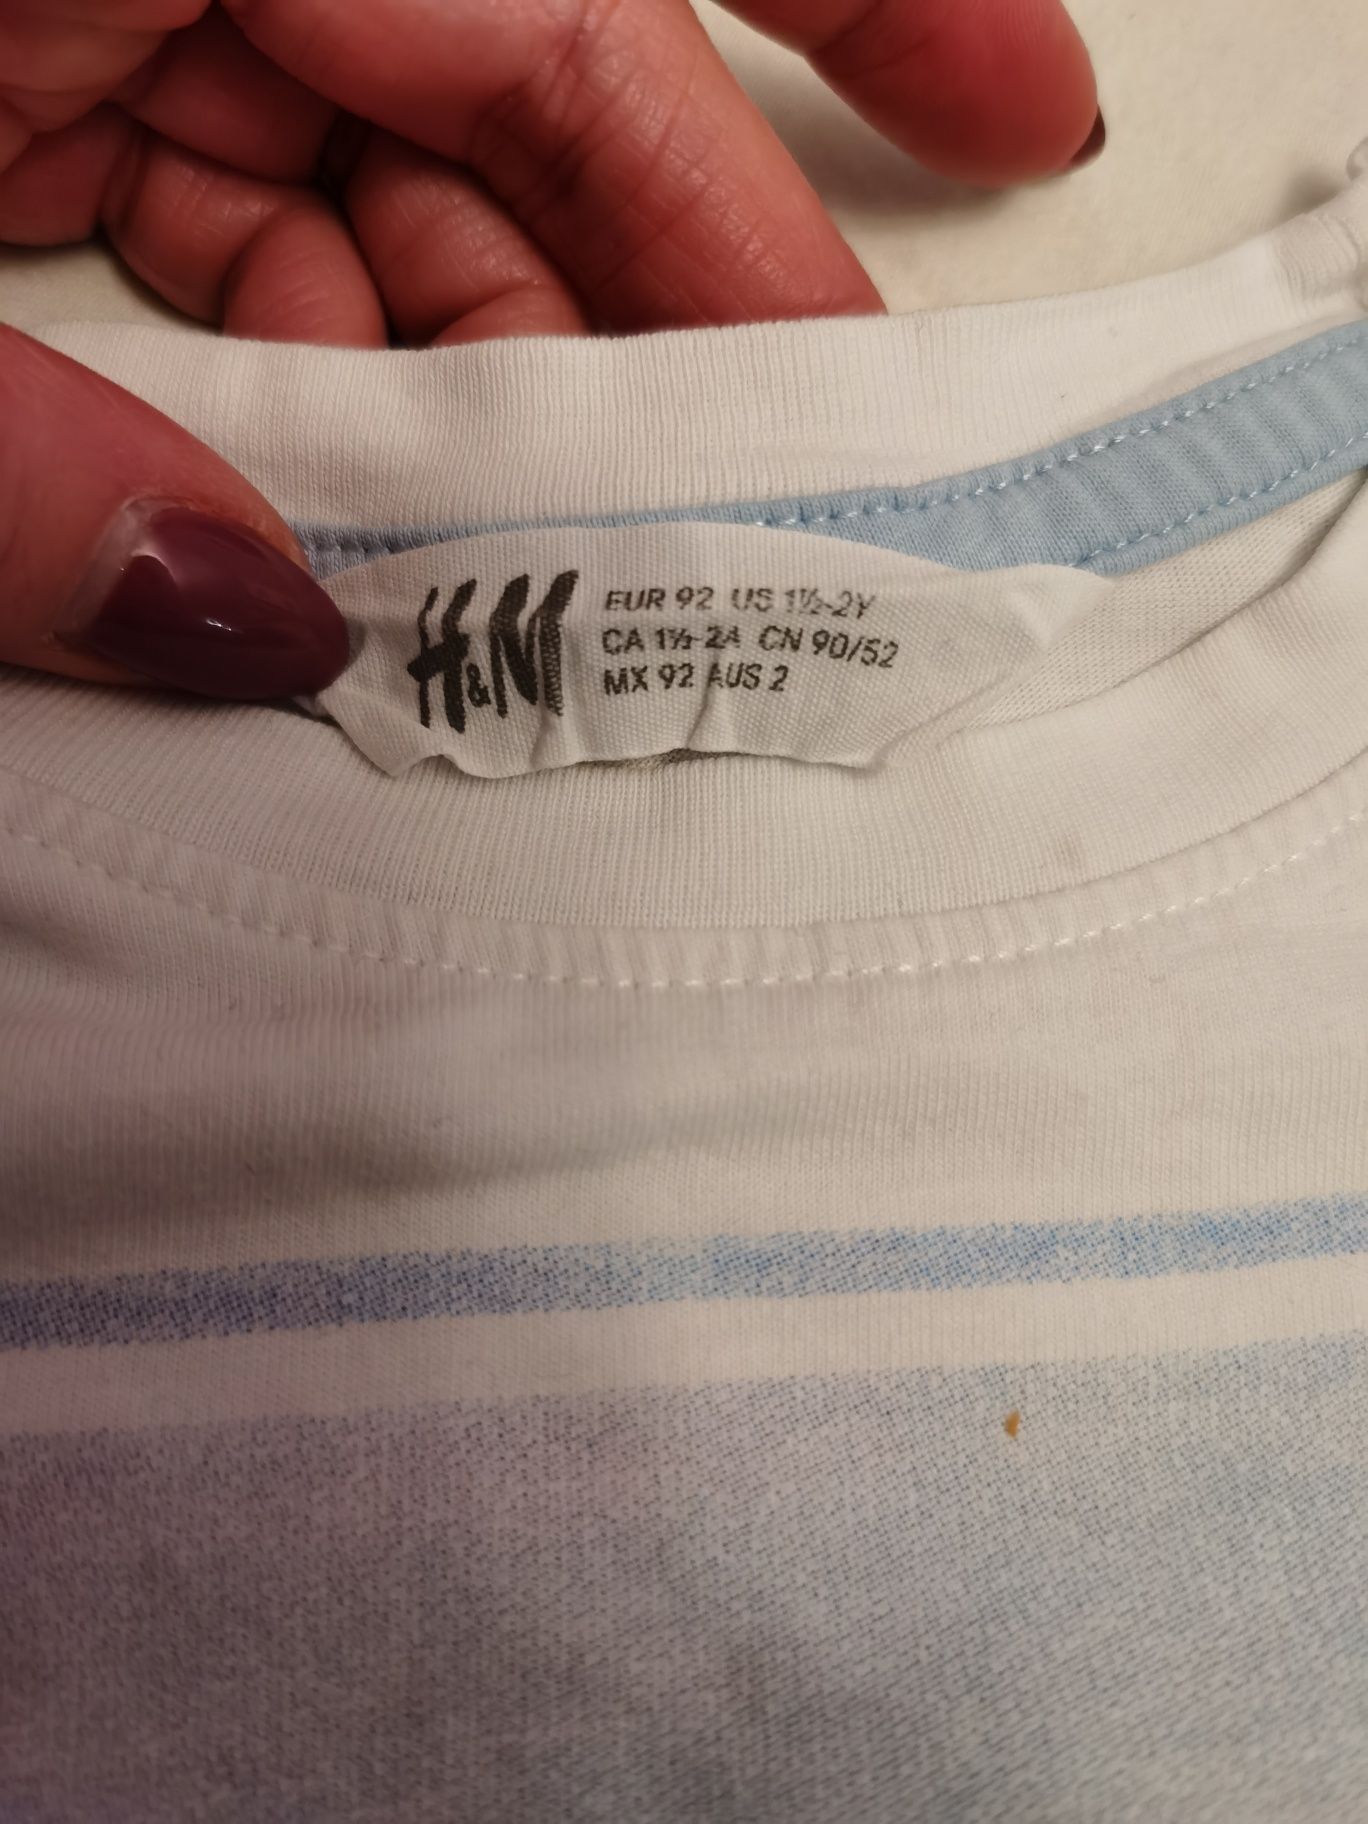 H&M
EUR 92 US 1½-2Y
CA 1½-2A CN 90/52
MX 92 AUS 2